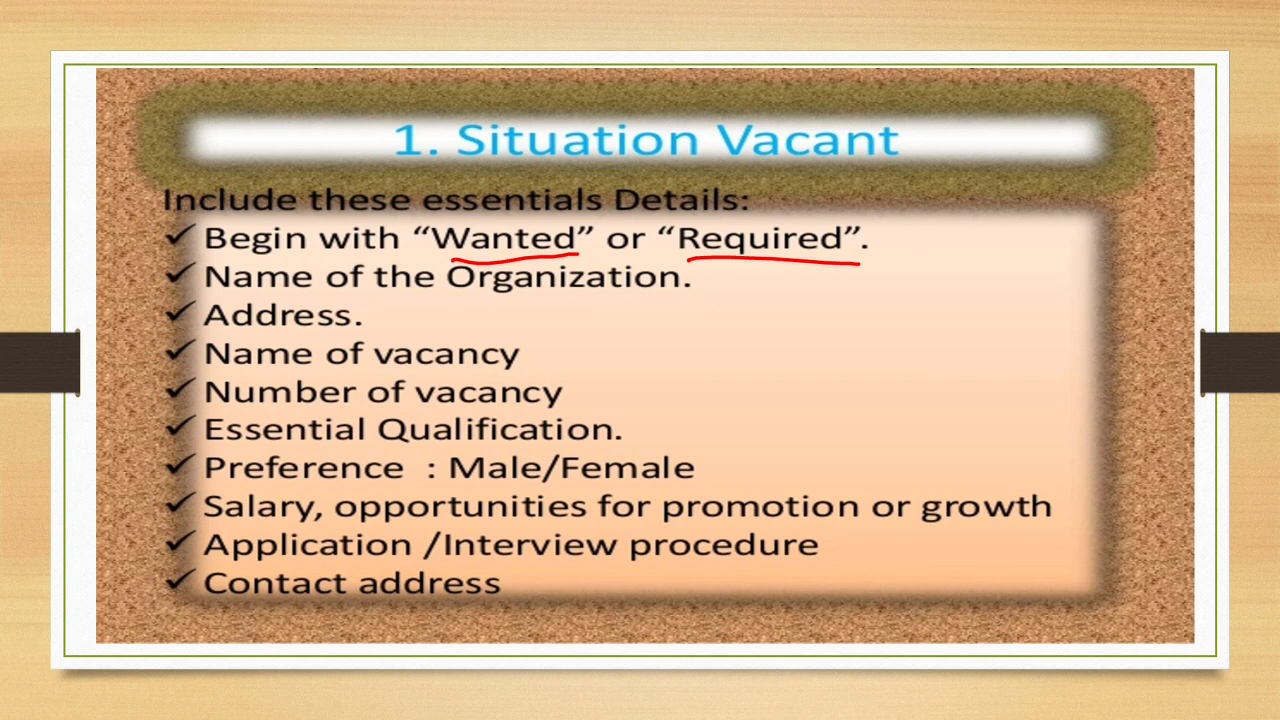 1. Situation Vacant
Include these essentials Details:
✓ Begin with “Wanted” or “Required”.
✓ Name of the Organization.
✓ Address.
✓ Name of vacancy
✓ Number of vacancy
✓ Essential Qualification.
✓ Preference : Male/Female
✓ Salary, opportunities for promotion or growth
✓ Application /Interview procedure
✓ Contact address